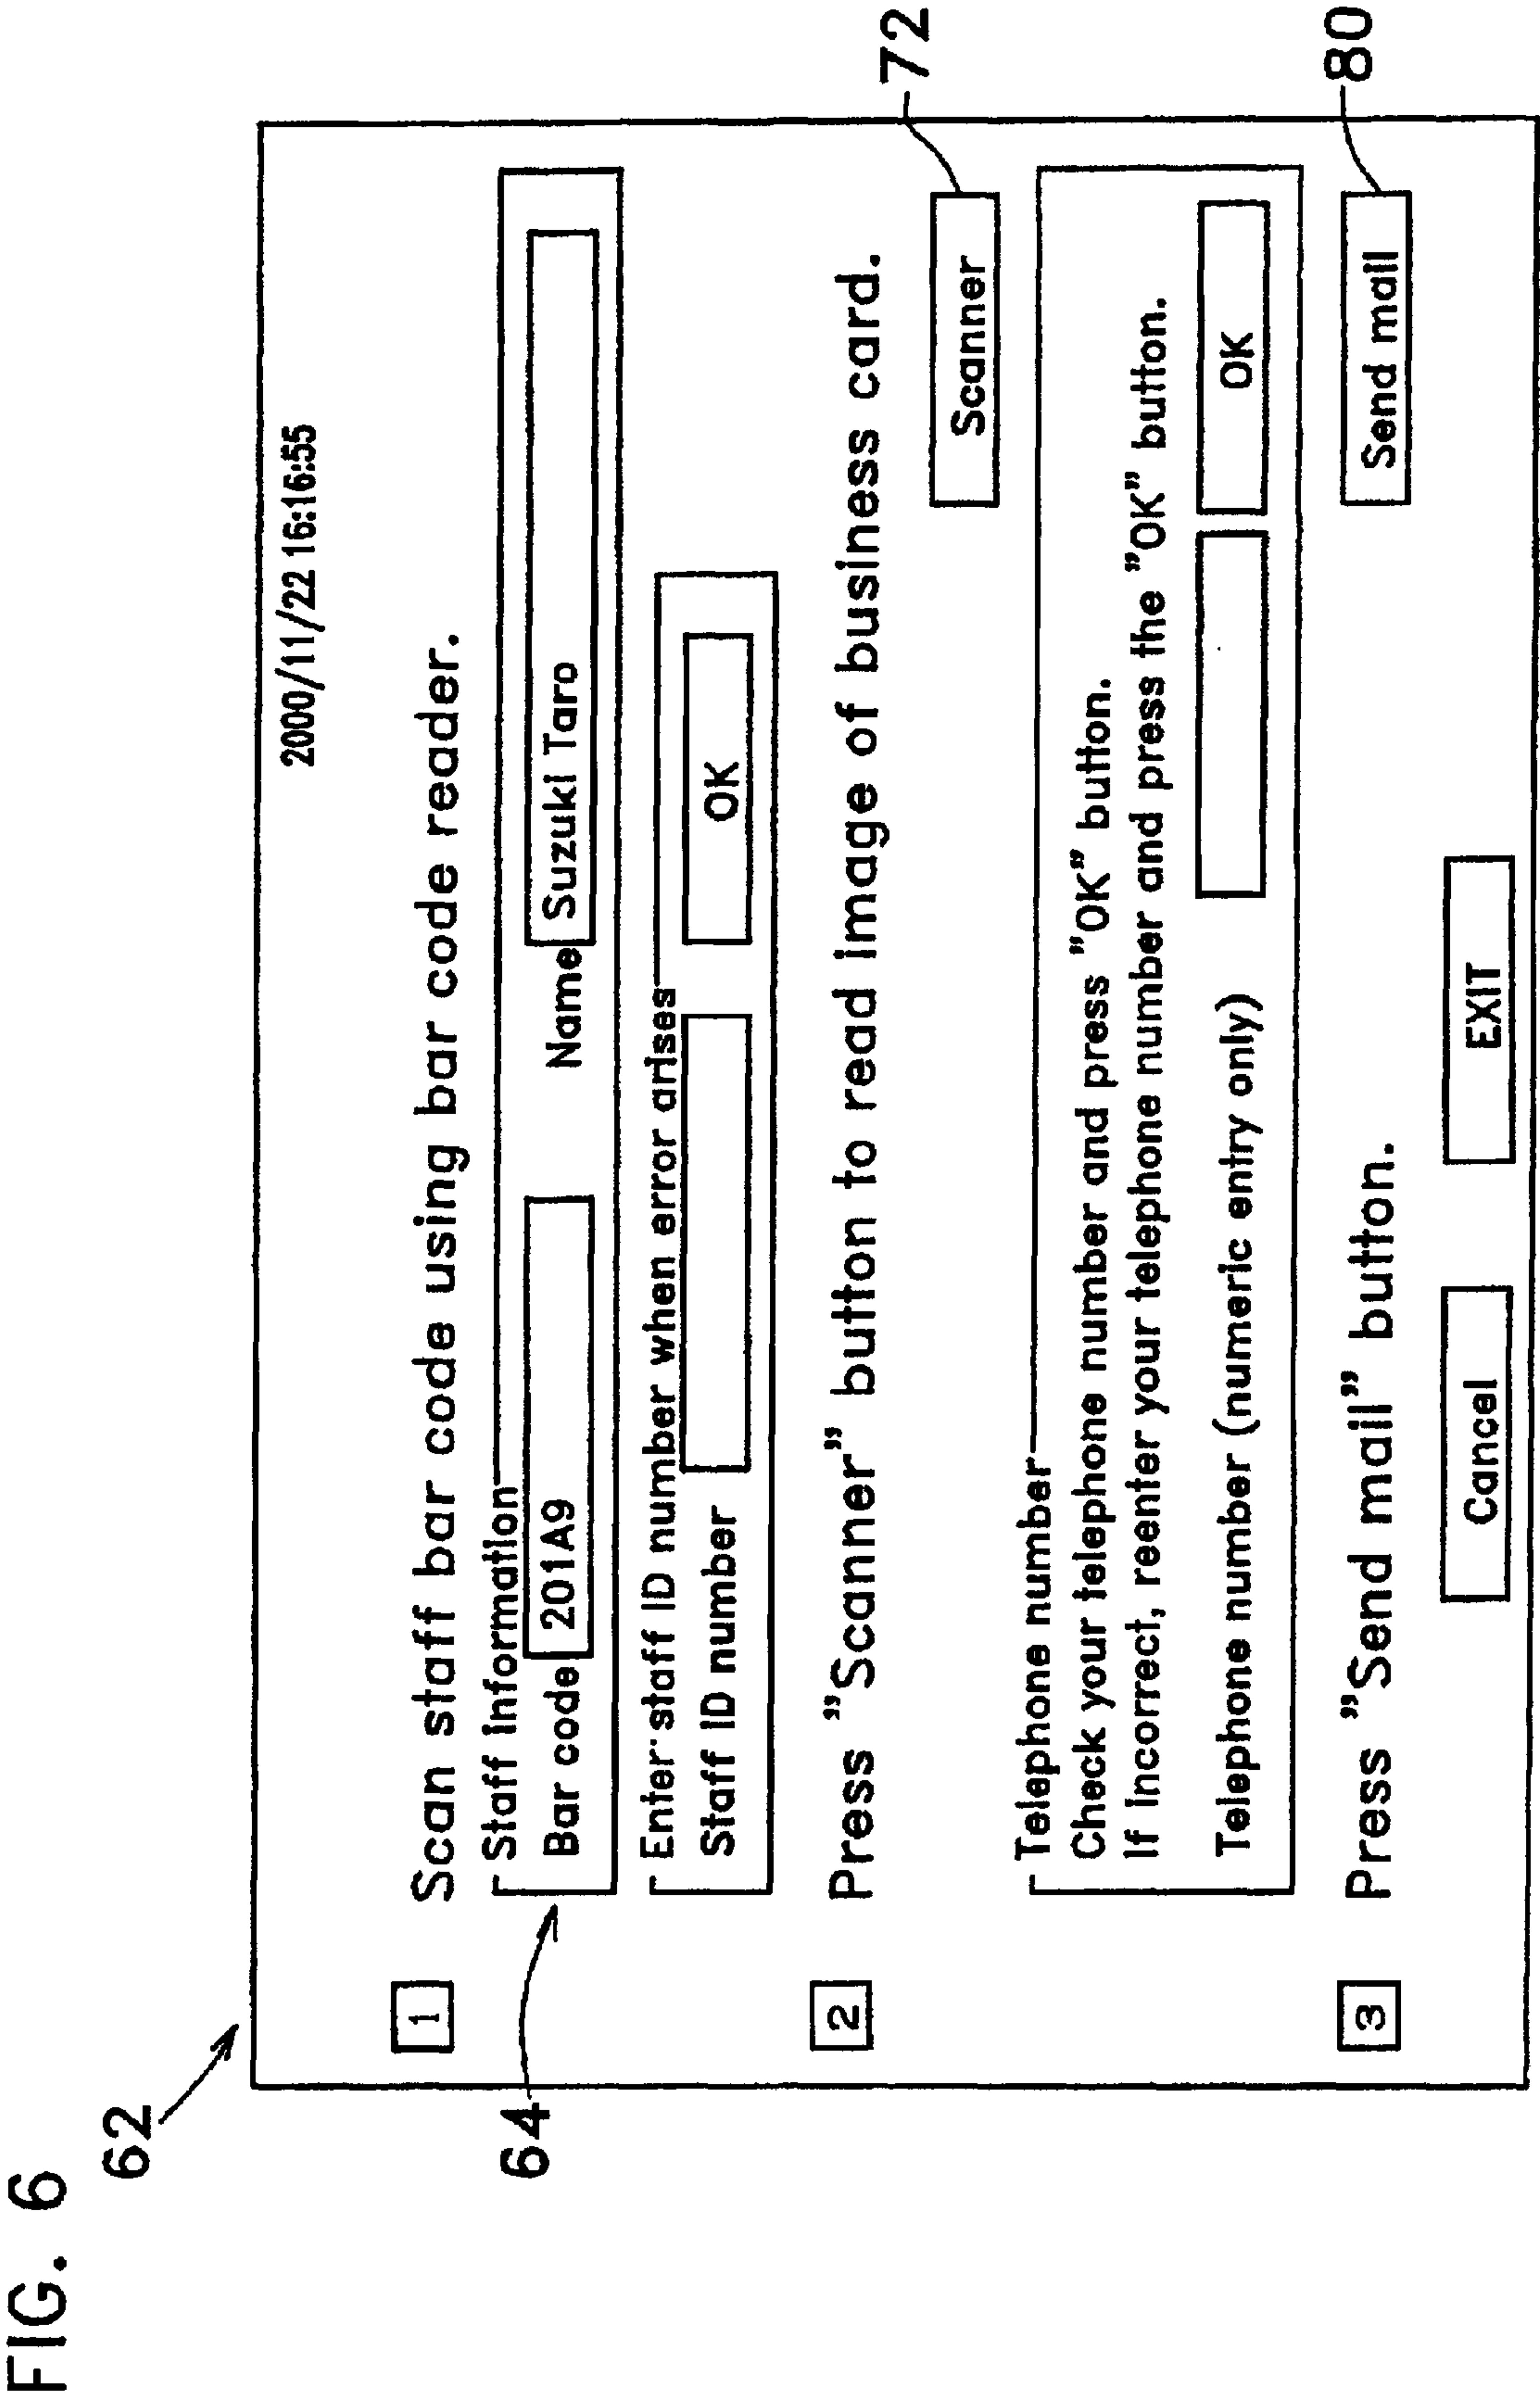 FIG. 6
62
2000/11/22 16:16:55
1 Scan staff bar code using bar code reader.
Staff information
64
Bar code 201A9 Name Suzuki Taro
Enter staff ID number when error arises
Staff ID number OK
2 Press "Scanner" button to read image of business card.
Scanner 72
Telephone number
Check your telephone number and press "OK" button.
If incorrect, reenter your telephone number and press the "OK" button.
Telephone number (numeric entry only) OK
3 Press "Send mail" button. Send mail 80
Cancel EXIT